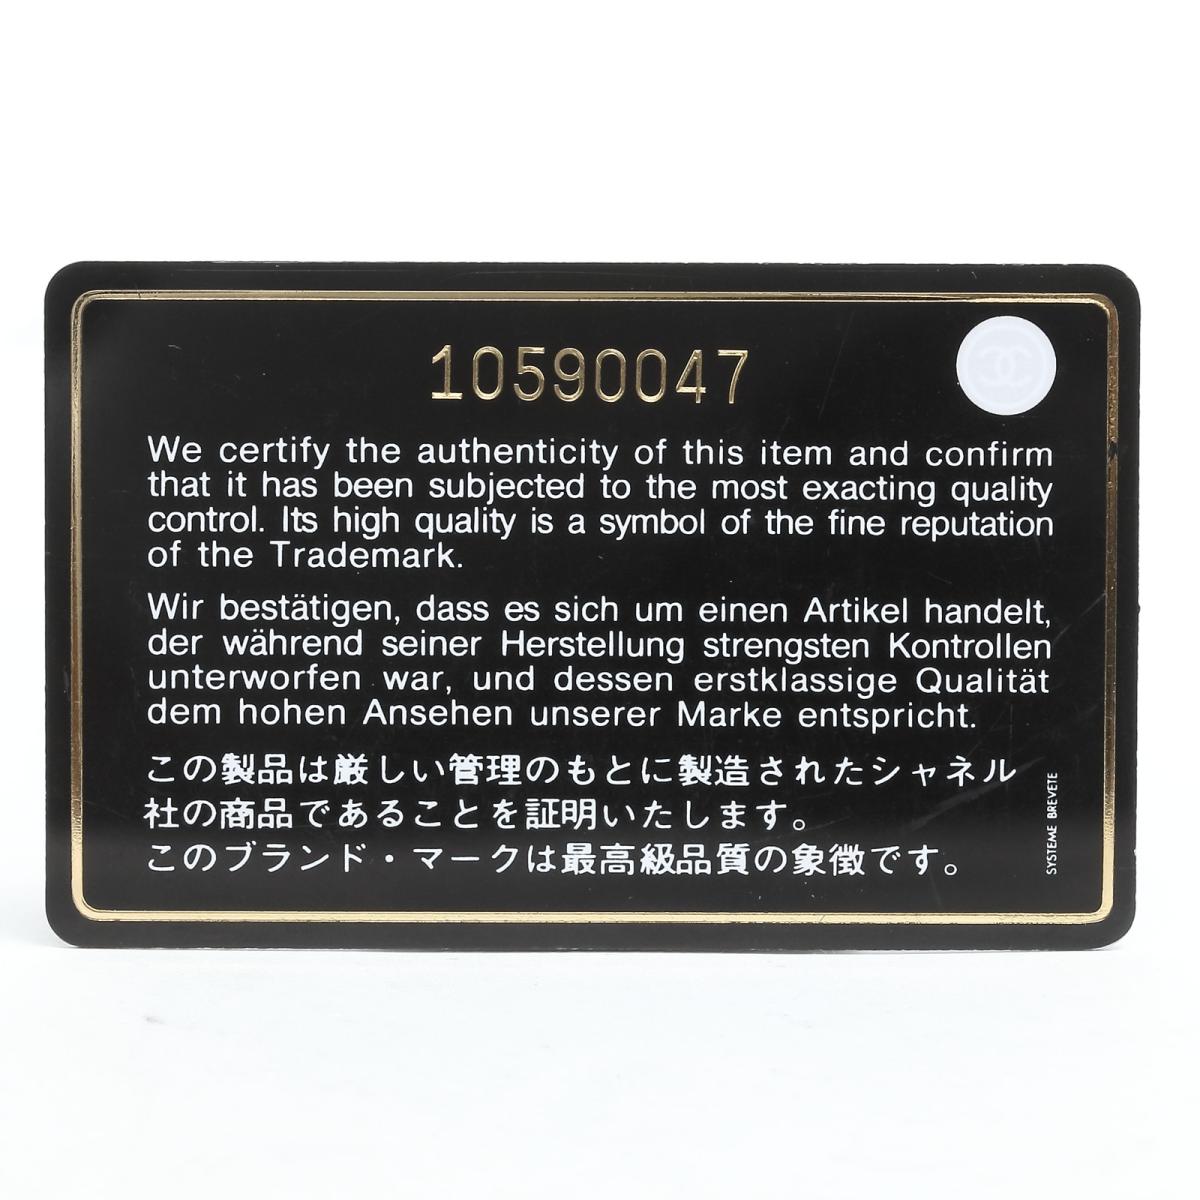 10590047
We certify the authenticity of this item and confirm
that it has been subjected to the most exacting quality
control. Its high quality is a symbol of the fine reputation
of the Trademark.
Wir bestätigen, dass es sich um einen Artikel handelt,
der während seiner Herstellung strengsten Kontrollen
unterworfen war, und dessen erstklassige Qualität
dem hohen Ansehen unserer Marke entspricht.
この製品は厳しい管理のもとに製造されたシャネル
社の商品であることを証明いたします。
このブランド・マークは最高級品質の象徴です。
SYSTEME BREVETE